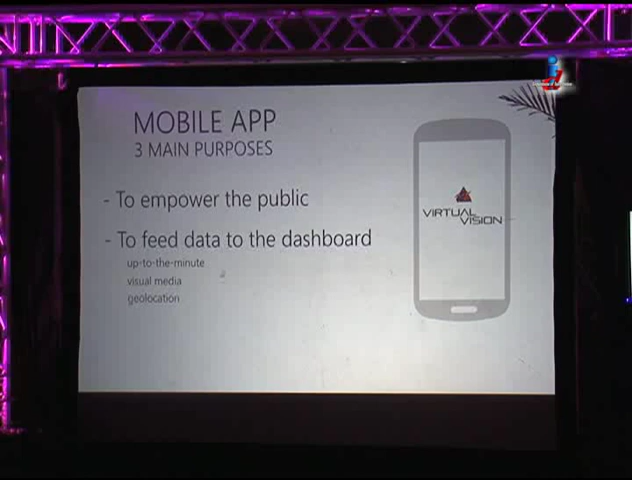 MOBILE APP
3 MAIN PURPOSES
- To empower the public
- To feed data to the dashboard
up-to-the-minute
visual media
geolocation
VIRTUAL
VISION